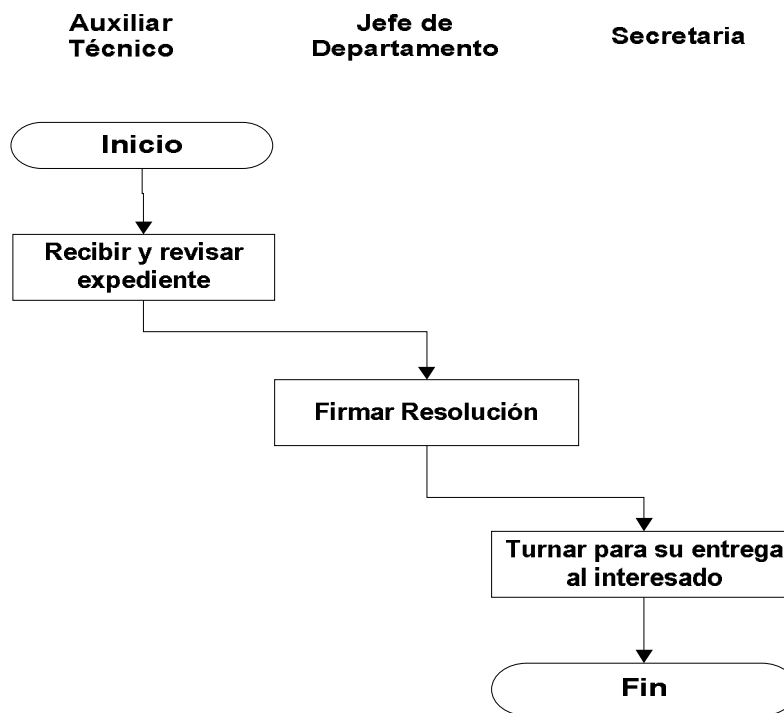 Auxiliar
Técnico
Jefe de
Departamento
Secretaria
Inicio
Recibir y revisar
expediente
Firmar Resolución
Turnar para su entrega
al interesado
Fin